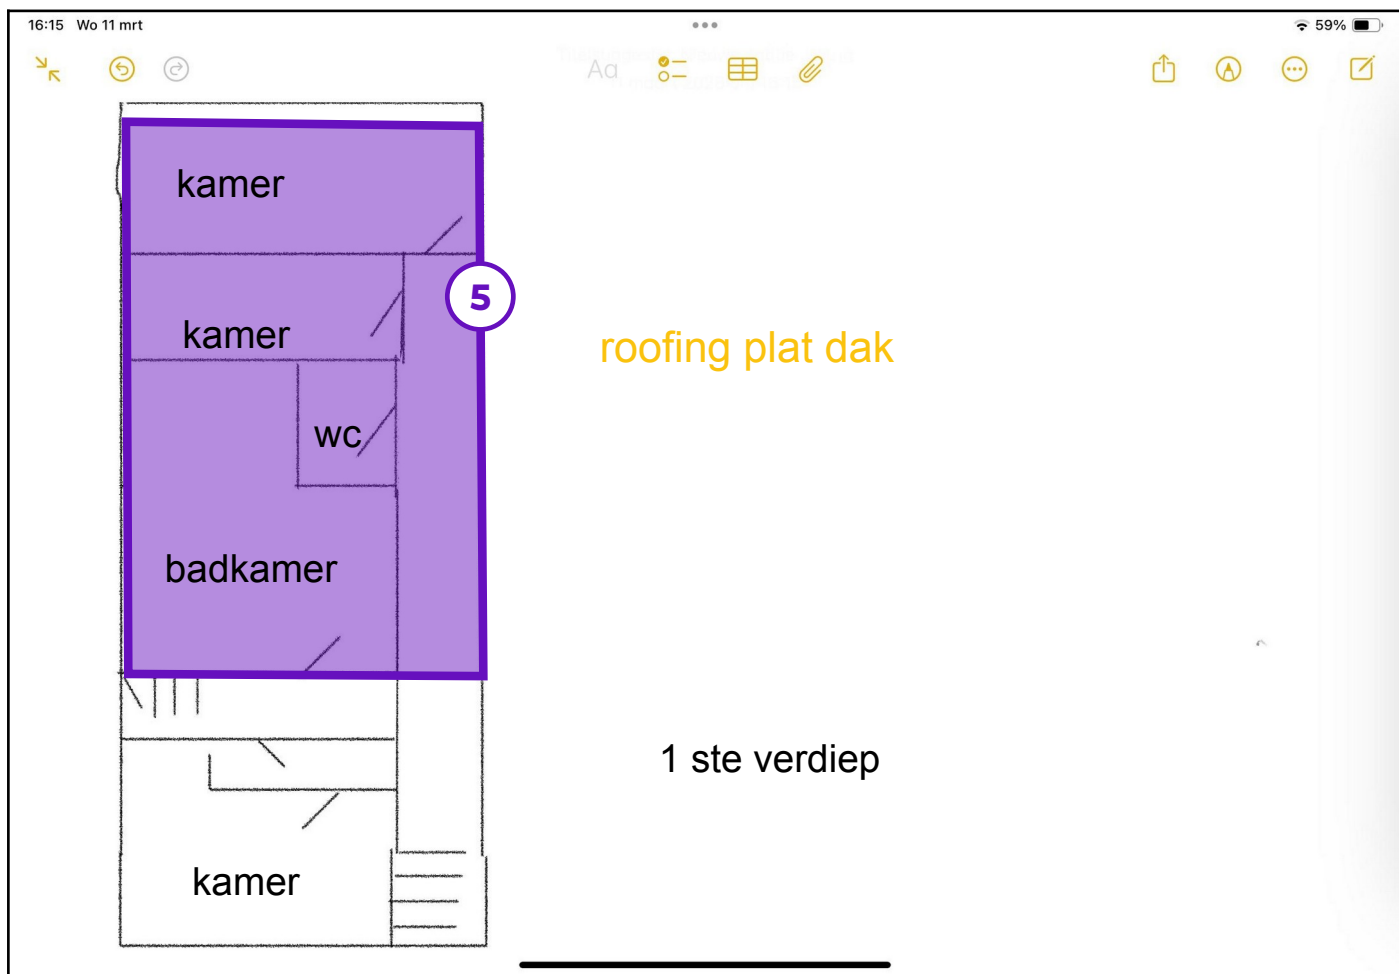 16:15 Wo 11 mrt
59%
Aa
kamer
5
kamer
roofing plat dak
wc
badkamer
1 ste verdiep
kamer